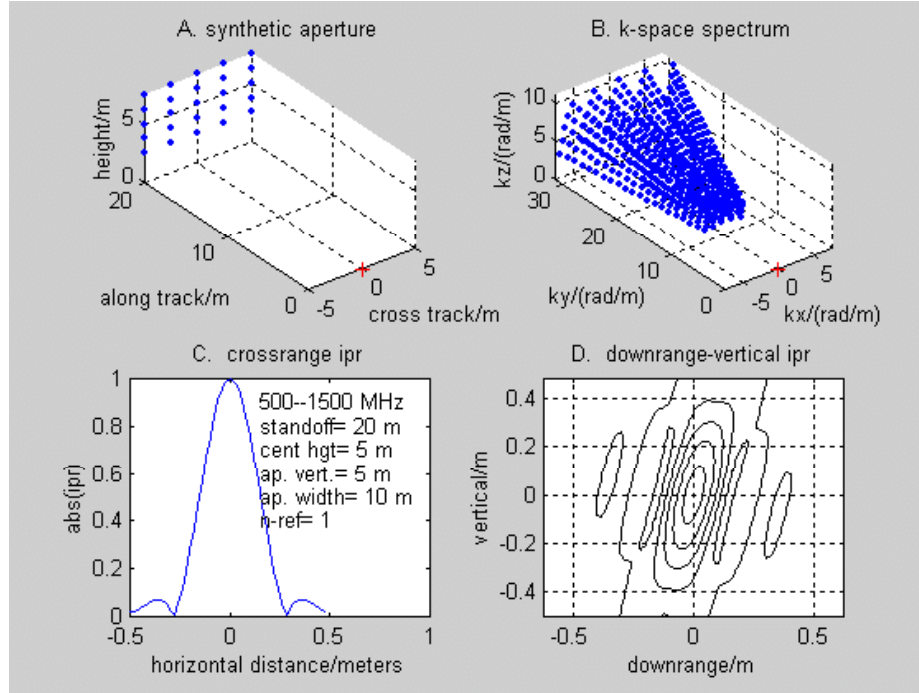 A. synthetic aperture
height/m
5
0
20
10
0
along track/m
-5
0
5
cross track/m
B. k-space spectrum
kz/(rad/m)
10
5
0
30
20
10
0
ky/(rad/m)
-5
0
5
kx/(rad/m)
C. crossrange ipr
abs(ipr)
1
0.8
0.6
0.4
0.2
0
500--1500 MHz
standoff= 20 m
cent hgt= 5 m
ap. vert.= 5 m
ap. width= 10 m
n-ref= 1
-0.5
0
0.5
1
horizontal distance/meters
D. downrange-vertical ipr
vertical/m
0.4
0.2
0
-0.2
-0.4
-0.5
0
0.5
downrange/m